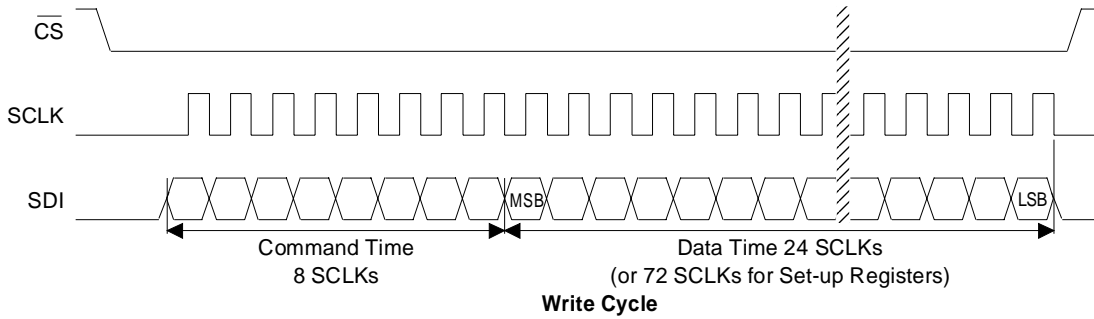 CS
SCLK
SDI
MSB
LSB
Command Time
8 SCLKs
Data Time 24 SCLKs
(or 72 SCLKs for Set-up Registers)
Write Cycle